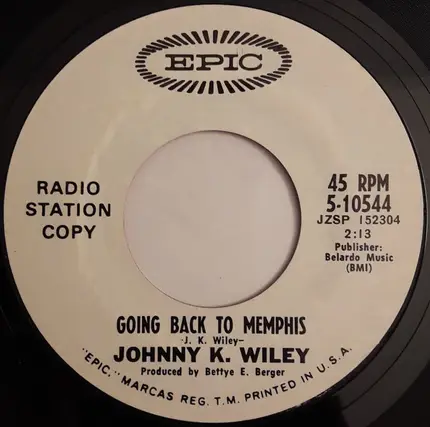 EPIC
RADIO
STATION
COPY
45 RPM
5-10544
JZSP 152304
2:13
Publisher:
Belardo Music
(BMI)
GOING BACK TO MEMPHIS
-J. K. Wiley-
JOHNNY K. WILEY
Produced by Bettye E. Berger
"EPIC." MARCAS REG. T.M. PRINTED IN U.S.A.